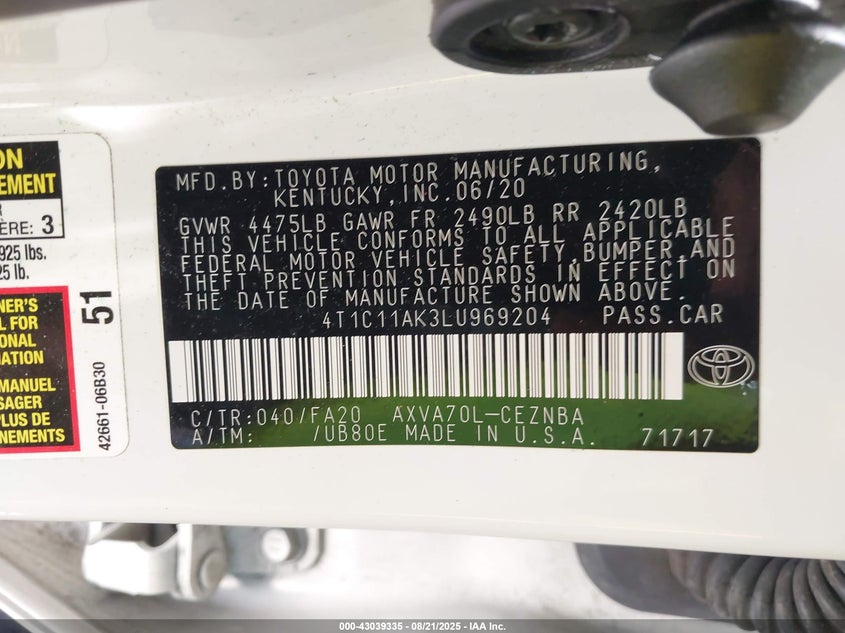 MFD. BY: TOYOTA MOTOR MANUFACTURING,
KENTUCKY, INC. 06/20
GVWR 4475LB GAWR FR 2490LB RR 2420LB
THIS VEHICLE CONFORMS TO ALL APPLICABLE
FEDERAL MOTOR VEHICLE SAFETY, BUMPER, AND
THEFT PREVENTION STANDARDS IN EFFECT ON
THE DATE OF MANUFACTURE SHOWN ABOVE.
4T1C11AK3LU969204 PASS.CAR
C/TR: 040/FA20 AXVA70L-CEZNBA
A/TM: /UB80E MADE IN U.S.A. 71717
ON
EMENT
R
ÈRE: 3
925 lbs.
25 lb.
NER'S
L FOR
IONAL
MATION
MANUEL
SAGER
PLUS DE
NEMENTS
51
42661-06B30
000-43039335 - 08/21/2025 - IAA Inc.